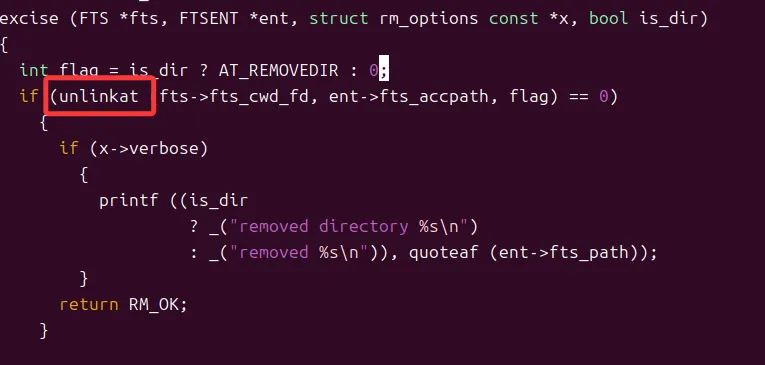 excise (FTS *fts, FTSENT *ent, struct rm_options const *x, bool is_dir)
{
  int flag = is_dir ? AT_REMOVEDIR : 0;
  if (unlinkat (fts->fts_cwd_fd, ent->fts_accpath, flag) == 0)
    {
      if (x->verbose)
        {
          printf ((is_dir
                   ? _("removed directory %s\n")
                   : _("removed %s\n")), quoteaf (ent->fts_path));
        }
      return RM_OK;
    }